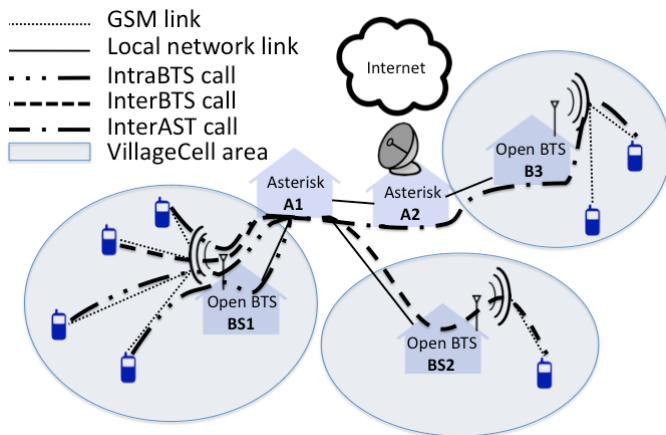 GSM link
Local network link
IntraBTS call
InterBTS call
InterAST call
VillageCell area
Internet
Open BTS
B3
Asterisk
A1
Asterisk
A2
Open BTS
BS1
Open BTS
BS2